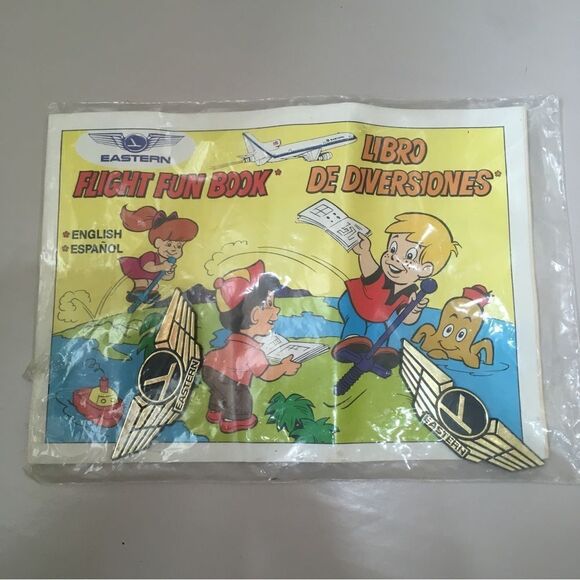 EASTERN
FLIGHT FUN BOOK*
LIBRO
DE DIVERSIONES*
*ENGLISH
*ESPAÑOL
EASTERN
EASTERN